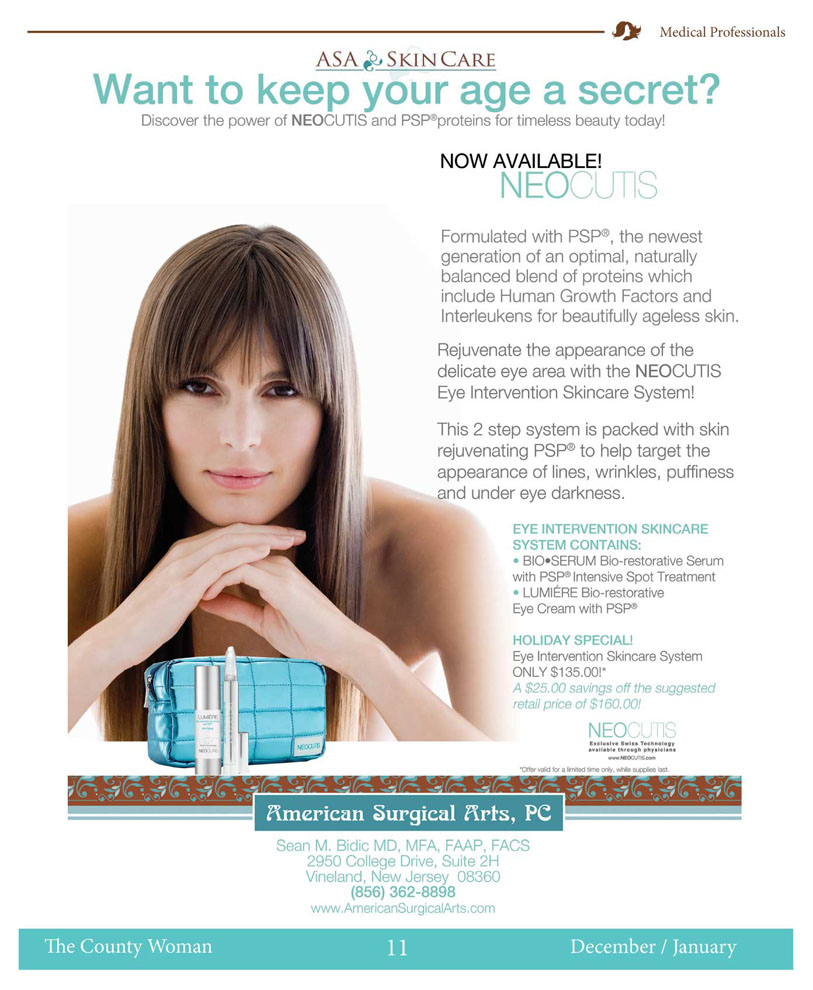 Medical Professionals
ASA SKIN CARE
Want to keep your age a secret?
Discover the power of NEOCUTIS and PSP®proteins for timeless beauty today!
NOW AVAILABLE!
NEOCUTIS
Formulated with PSP®, the newest
generation of an optimal, naturally
balanced blend of proteins which
include Human Growth Factors and
Interleukens for beautifully ageless skin.
Rejuvenate the appearance of the
delicate eye area with the NEOCUTIS
Eye Intervention Skincare System!
This 2 step system is packed with skin
rejuvenating PSP® to help target the
appearance of lines, wrinkles, puffiness
and under eye darkness.
EYE INTERVENTION SKINCARE
SYSTEM CONTAINS:
• BIO•SERUM Bio-restorative Serum
with PSP® Intensive Spot Treatment
• LUMIÉRE Bio-restorative
Eye Cream with PSP®
HOLIDAY SPECIAL!
Eye Intervention Skincare System
ONLY $135.00!*
A $25.00 savings off the suggested
retail price of $160.00!
LUMIÈRE
NEOCUTIS
NEOCUTIS
NEOCUTIS
Exclusive Swiss Technology
available through physicians
www.NEOCUTIS.com
*Offer valid for a limited time only, while supplies last.
American Surgical Arts, PC
Sean M. Bidic MD, MFA, FAAP, FACS
2950 College Drive, Suite 2H
Vineland, New Jersey 08360
(856) 362-8898
www.AmericanSurgicalArts.com
The County Woman
11
December / January